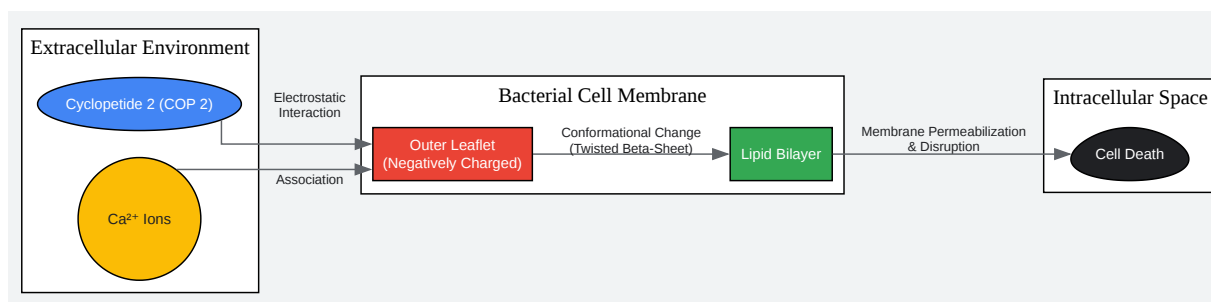 Extracellular Environment
Cyclopetide 2 (COP 2)
Ca²⁺ Ions
Electrostatic
Interaction
Association
Bacterial Cell Membrane
Outer Leaflet
(Negatively Charged)
Conformational Change
(Twisted Beta-Sheet)
Lipid Bilayer
Membrane Permeabilization
& Disruption
Intracellular Space
Cell Death